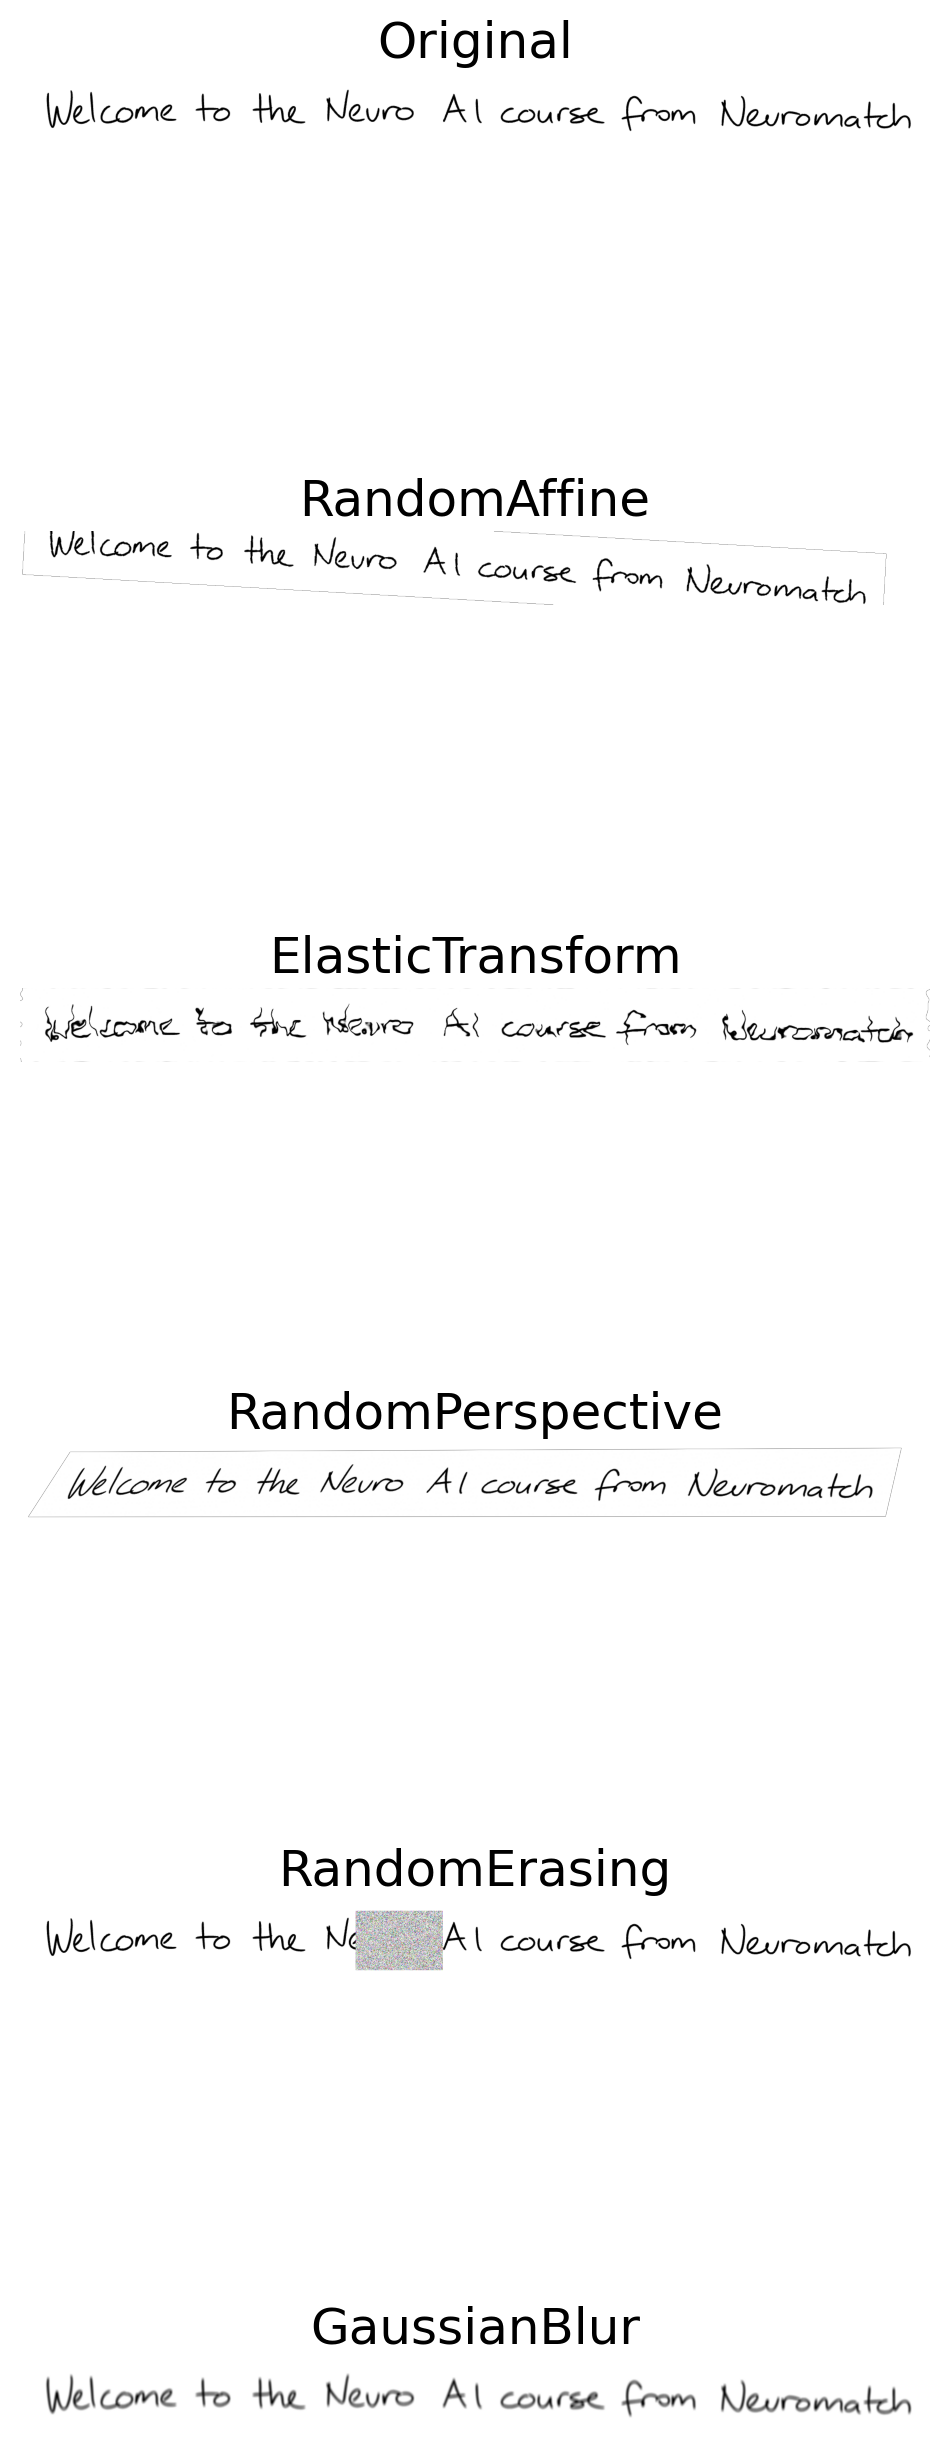 Original
Welcome to the Neuro AI course from Neuromatch
RandomAffine
Welcome to the Neuro AI course from Neuromatch
ElasticTransform
Welcome to the Neuro AI course from Neuromatch
RandomPerspective
Welcome to the Neuro AI course from Neuromatch
RandomErasing
Welcome to the Ne AI course from Neuromatch
GaussianBlur
Welcome to the Neuro AI course from Neuromatch